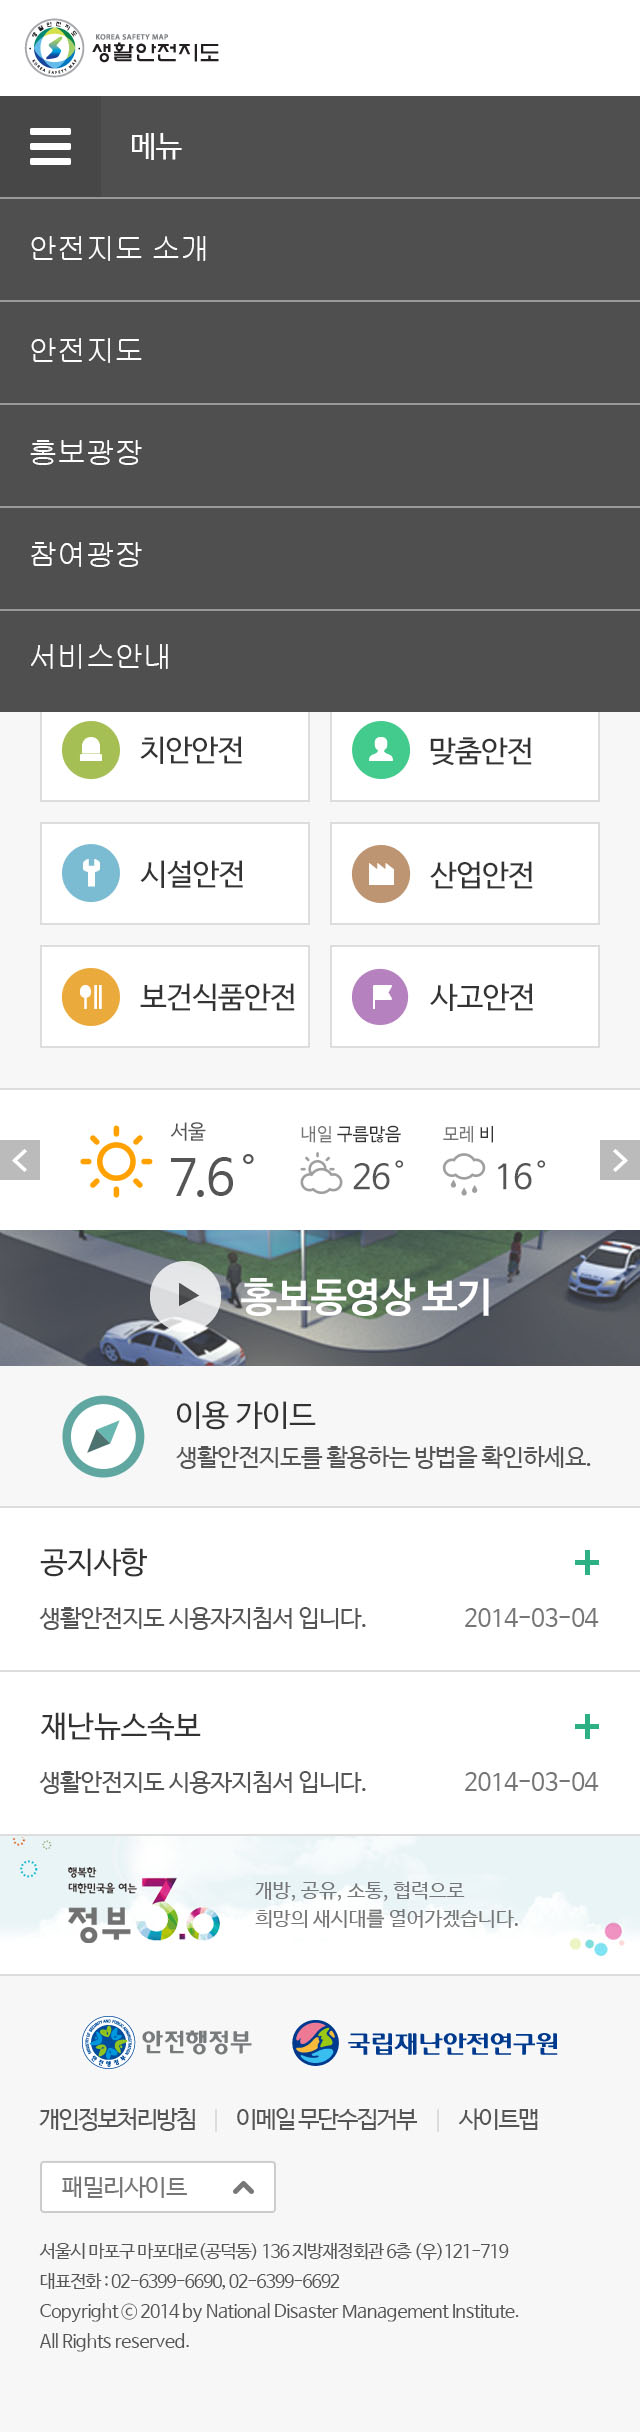 KOREA SAFETY MAP
생활안전지도
메뉴
안전지도 소개
안전지도
홍보광장
참여광장
서비스안내
치안안전
맞춤안전
시설안전
산업안전
보건식품안전
사고안전
서울
7.6°
내일 구름많음
26°
모레 비
16°
홍보동영상 보기
이용 가이드
생활안전지도를 활용하는 방법을 확인하세요.
공지사항
생활안전지도 시용자지침서 입니다. 2014-03-04
재난뉴스속보
생활안전지도 시용자지침서 입니다. 2014-03-04
행복한
대한민국을 여는
정부3.0
개방, 공유, 소통, 협력으로
희망의 새시대를 열어가겠습니다.
안전행정부
국립재난안전연구원
개인정보처리방침 | 이메일 무단수집거부 | 사이트맵
패밀리사이트
서울시 마포구 마포대로(공덕동) 136 지방재정회관 6층 (우)121-719
대표전화 : 02-6399-6690, 02-6399-6692
Copyright ⓒ 2014 by National Disaster Management Institute.
All Rights reserved.